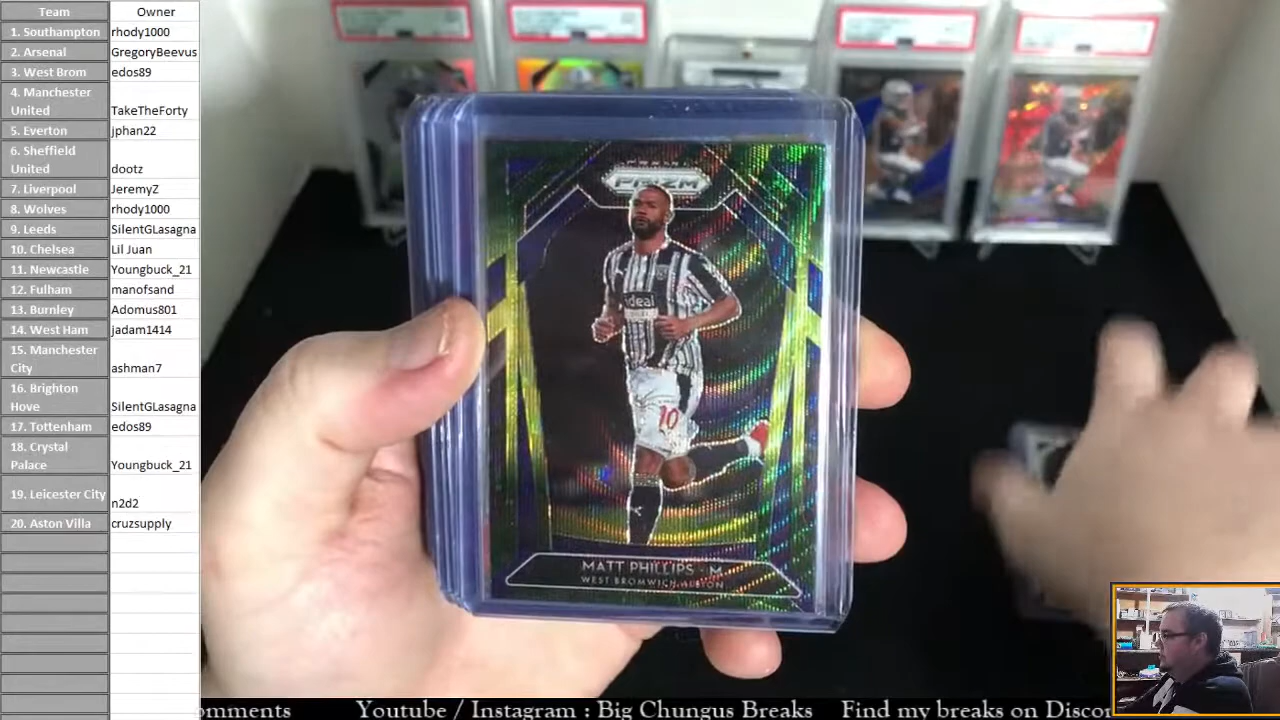 Team Owner
1. Southampton rhody1000
2. Arsenal GregoryBeevus
3. West Brom edos89
4. Manchester
United TakeTheForty
5. Everton jphan22
6. Sheffield
United dootz
7. Liverpool JeremyZ
8. Wolves rhody1000
9. Leeds SilentGLasagna
10. Chelsea Lil Juan
11. Newcastle Youngbuck_21
12. Fulham manofsand
13. Burnley Adomus801
14. West Ham jadam1414
15. Manchester
City ashman7
16. Brighton
Hove SilentGLasagna
17. Tottenham edos89
18. Crystal
Palace Youngbuck_21
19. Leicester City n2d2
20. Aston Villa cruzsupply
PRIZM
ideal
10
MATT PHILLIPS - M
WEST BROMWICH ALBION
omments Youtube / Instagram : Big Chungus Breaks Find my breaks on Discor